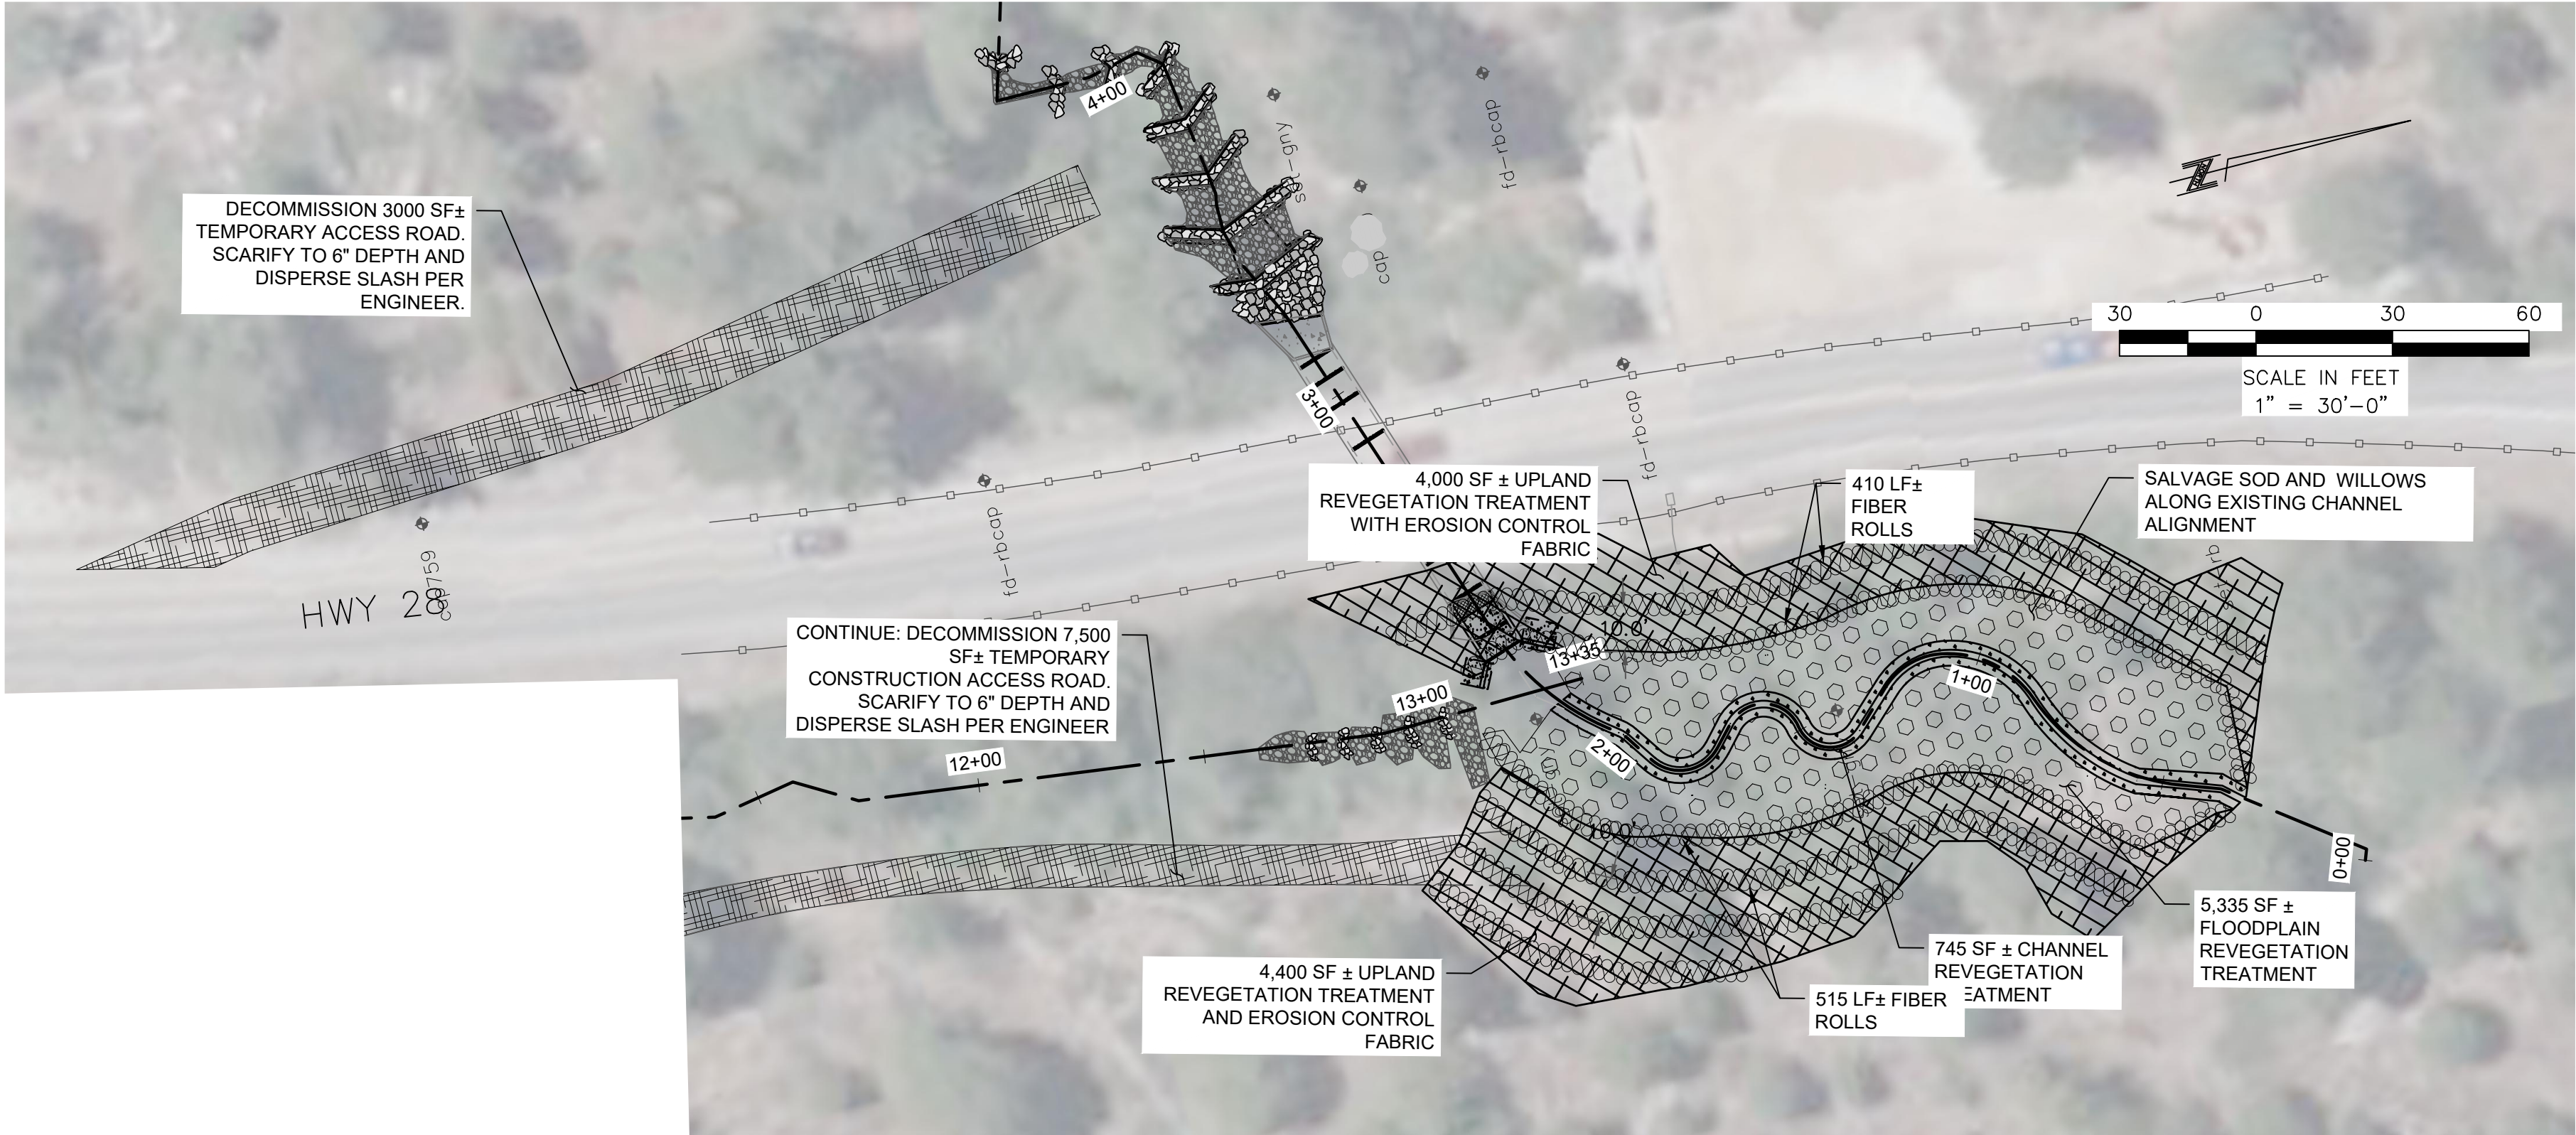 4+00
set-gny
fd-rbcap
cap
DECOMMISSION 3000 SF±
TEMPORARY ACCESS ROAD.
SCARIFY TO 6" DEPTH AND
DISPERSE SLASH PER
ENGINEER.
N
30 0 30 60
SCALE IN FEET
1" = 30'-0"
3+00
fd-rbcap
fd-rbcap
4,000 SF ± UPLAND
REVEGETATION TREATMENT
WITH EROSION CONTROL
FABRIC
410 LF±
FIBER
ROLLS
SALVAGE SOD AND WILLOWS
ALONG EXISTING CHANNEL
ALIGNMENT
HWY 28
CONTINUE: DECOMMISSION 7,500
SF± TEMPORARY
CONSTRUCTION ACCESS ROAD.
SCARIFY TO 6" DEPTH AND
DISPERSE SLASH PER ENGINEER
10.0'
13+35
13+00
12+00
1+00
2+00
10.0'
0+00
4,400 SF ± UPLAND
REVEGETATION TREATMENT
AND EROSION CONTROL
FABRIC
745 SF ± CHANNEL
REVEGETATION
EATMENT
515 LF± FIBER
ROLLS
5,335 SF ±
FLOODPLAIN
REVEGETATION
TREATMENT